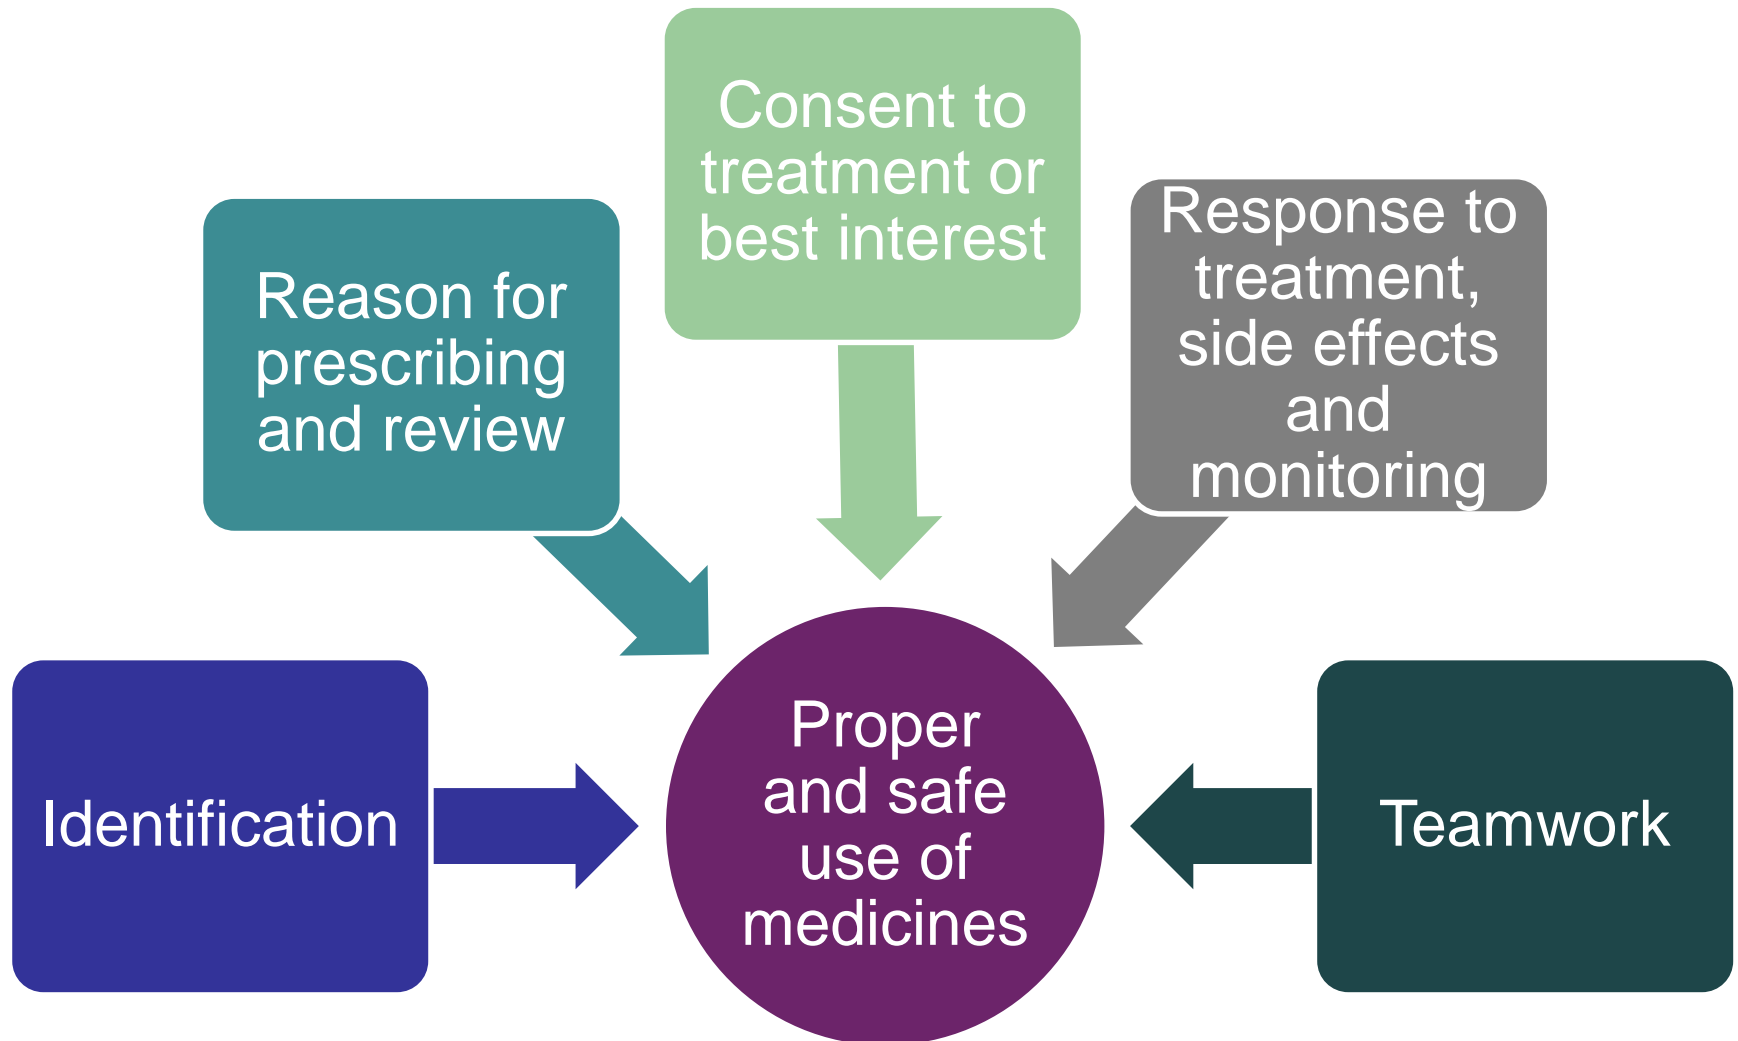 Identification
Reason for
prescribing
and review
Consent to
treatment or
best interest
Response to
treatment,
side effects
and
monitoring
Teamwork
Proper
and safe
use of
medicines